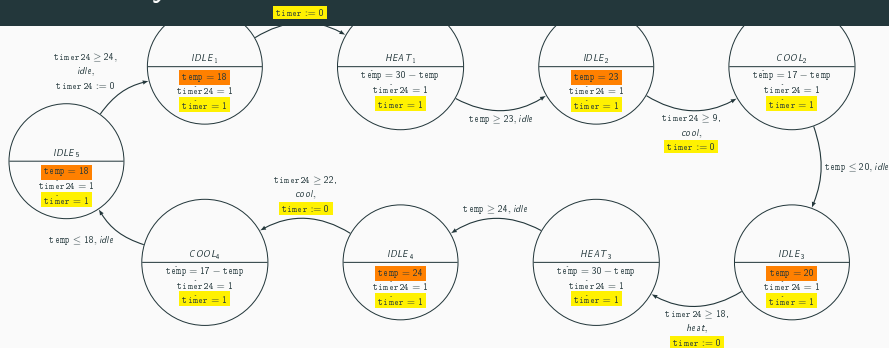 timer := 0
timer24 ≥ 24,
idle,
timer24 := 0
IDLE₁
temp = 18
timer24 = 1
timer = 1
HEAT₁
temp = 30 − temp
timer24 = 1
timer = 1
temp ≥ 23, idle
IDLE₂
temp = 23
timer24 = 1
timer = 1
timer24 ≥ 9,
cool,
timer := 0
COOL₂
temp = 17 − temp
timer24 = 1
timer = 1
temp ≤ 20, idle
IDLE₃
temp = 20
timer24 = 1
timer = 1
timer24 ≥ 18,
heat,
timer := 0
HEAT₃
temp = 30 − temp
timer24 = 1
timer = 1
temp ≥ 24, idle
IDLE₄
temp = 24
timer24 = 1
timer = 1
timer24 ≥ 22,
cool,
timer := 0
COOL₄
temp = 17 − temp
timer24 = 1
timer = 1
temp ≤ 18, idle
IDLE₅
temp = 18
timer24 = 1
timer = 1